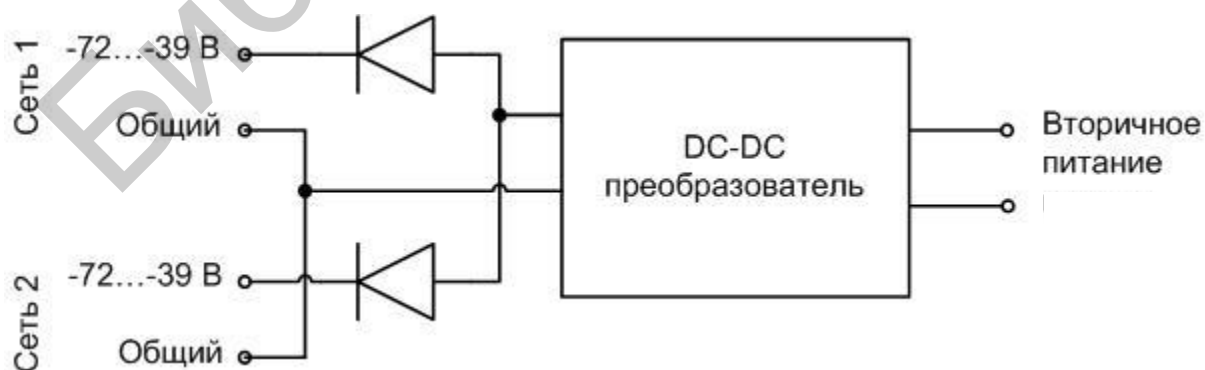 Сеть 1
-72...-39 В
Общий
DC-DC
преобразователь
Вторичное
питание
Сеть 2
-72...-39 В
Общий